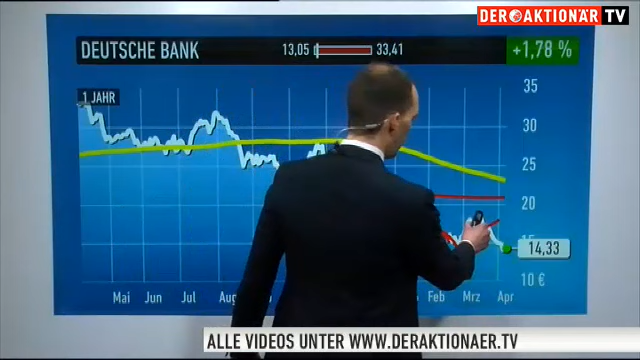 DER AKTIONÄR TV
DEUTSCHE BANK 13,05 33,41 +1,78 %
1 JAHR
35
30
25
20
14,33
10 €
Mai Jun Jul Aug Feb Mrz Apr
ALLE VIDEOS UNTER WWW.DERAKTIONAER.TV